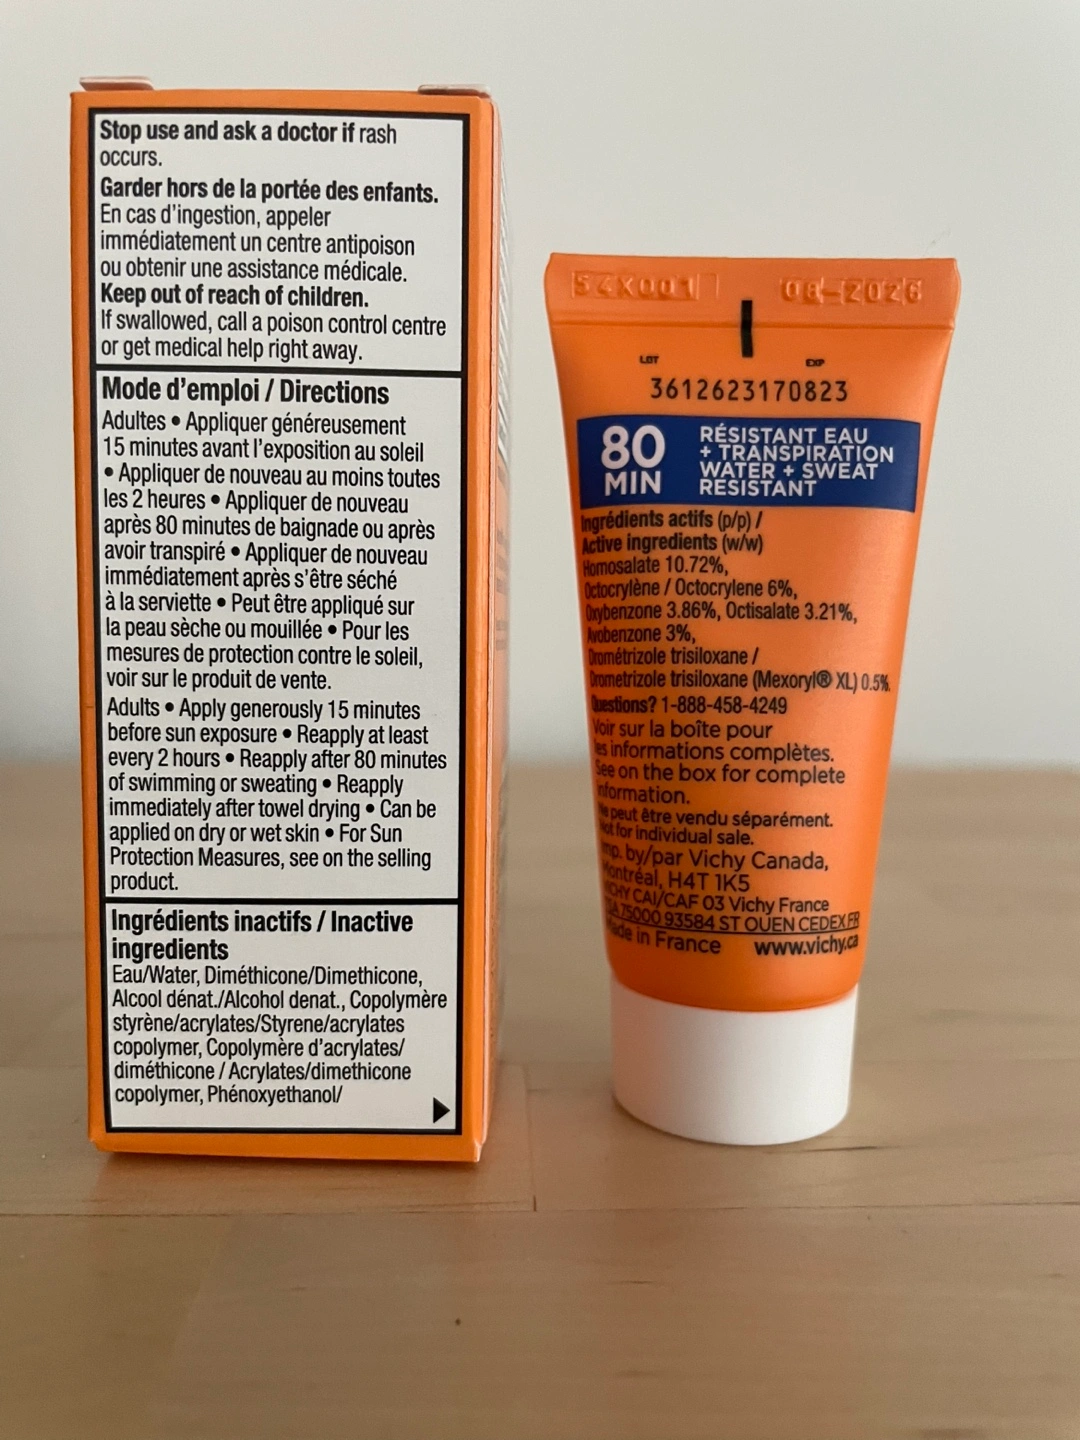 Stop use and ask a doctor if rash
occurs.
Garder hors de la portée des enfants.
En cas d'ingestion, appeler
immédiatement un centre antipoison
ou obtenir une assistance médicale.
Keep out of reach of children.
If swallowed, call a poison control centre
or get medical help right away.
Mode d'emploi / Directions
Adultes • Appliquer généreusement
15 minutes avant l'exposition au soleil
• Appliquer de nouveau au moins toutes
les 2 heures • Appliquer de nouveau
après 80 minutes de baignade ou après
avoir transpiré • Appliquer de nouveau
immédiatement après s'être séché
à la serviette • Peut être appliqué sur
la peau sèche ou mouillée • Pour les
mesures de protection contre le soleil,
voir sur le produit de vente.
Adults • Apply generously 15 minutes
before sun exposure • Reapply at least
every 2 hours • Reapply after 80 minutes
of swimming or sweating • Reapply
immediately after towel drying • Can be
applied on dry or wet skin • For Sun
Protection Measures, see on the selling
product.
Ingrédients inactifs / Inactive
ingredients
Eau/Water, Diméthicone/Dimethicone,
Alcool dénat./Alcohol denat., Copolymère
styrène/acrylates/Styrene/acrylates
copolymer, Copolymère d'acrylates/
diméthicone / Acrylates/dimethicone
copolymer, Phénoxyethanol/
54X001 08-2026
LOT EXP
3612623170823
80
MIN
RÉSISTANT EAU
+ TRANSPIRATION
WATER + SWEAT
RESISTANT
Ingrédients actifs (p/p) /
Active ingredients (w/w)
Homosalate 10.72%,
Octocrylène / Octocrylene 6%,
Oxybenzone 3.86%, Octisalate 3.21%,
Avobenzone 3%,
Drométrizole trisiloxane /
Drometrizole trisiloxane (Mexoryl® XL) 0.5%.
Questions? 1-888-458-4249
Voir sur la boîte pour
les informations complètes.
See on the box for complete
information.
Ne peut être vendu séparément.
Not for individual sale.
Imp. by/par Vichy Canada,
Montréal, H4T 1K5
VICHY CAI/CAF 03 Vichy France
75000 93584 ST OUEN CEDEX FR
Made in France www.vichy.ca